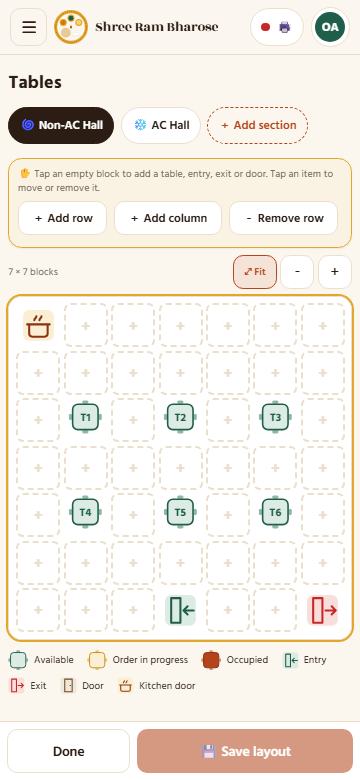 Shree Ram Bharose
OA
Tables
Non-AC Hall
AC Hall
+ Add section
Tap an empty block to add a table, entry, exit or door. Tap an item to
move or remove it.
+ Add row
+ Add column
- Remove row
7 × 7 blocks
Fit
-
+
T1
T2
T3
T4
T5
T6
Available
Order in progress
Occupied
Entry
Exit
Door
Kitchen door
Done
Save layout